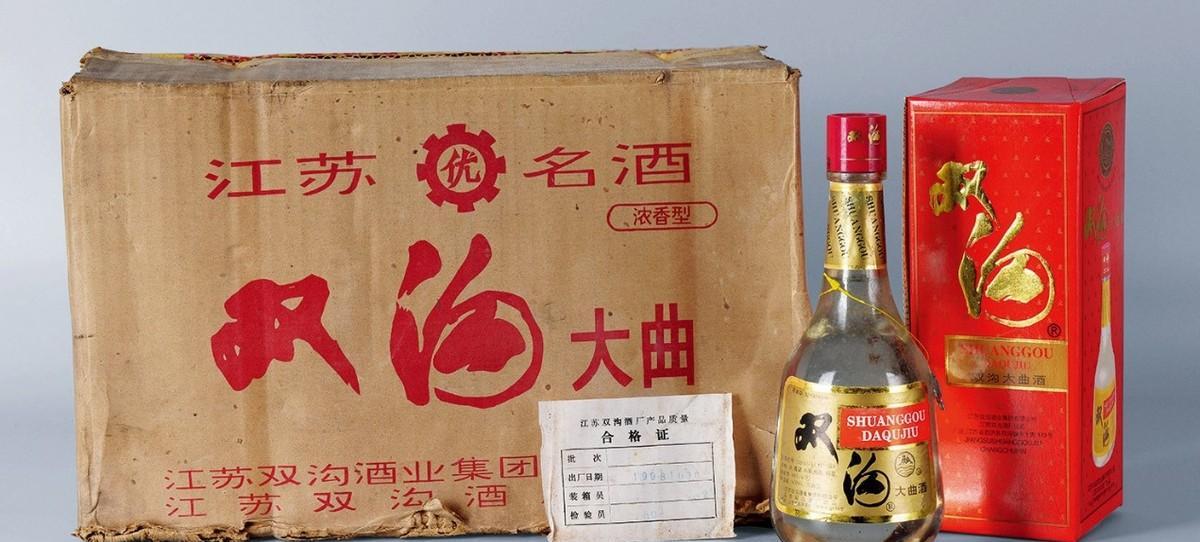 江苏 优 名酒
浓香型
双沟大曲
江苏双沟酒业集团
江苏双沟酒
江苏双沟酒厂产品质量
合格证
批次
出厂日期
装箱员
检验员
双沟
SHUANGGOU
SHUANGGOU
SHUANGGOU
双沟
SHUANGGOU
DAQUJIU
大曲酒
双沟
®
SHUANGGOU
DAQUJIU
双沟大曲酒